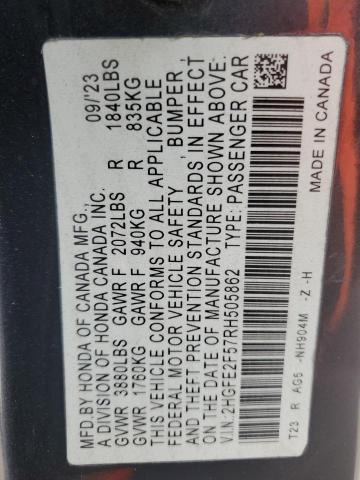 MFD.BY HONDA OF CANADA MFG., 09/'23
A DIVISION OF HONDA CANADA INC.
GVWR 3880LBS GAWR F 2072LBS R 1840LBS
GVWR 1760KG GAWR F 940KG R 835KG
THIS VEHICLE CONFORMS TO ALL APPLICABLE
FEDERAL MOTOR VEHICLE SAFETY , BUMPER ,
AND THEFT PREVENTION STANDARDS, IN EFFECT
ON THE DATE OF MANUFACTURE SHOWN ABOVE.
V.I.N.:2HGFE2F57RH505862 TYPE:PASSENGER CAR
T23 R AG5 -NH904M -Z -H MADE IN CANADA